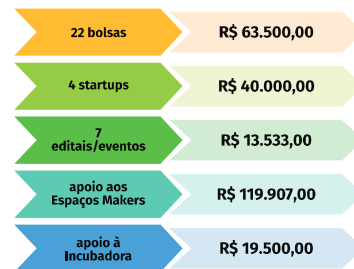 22 bolsas R$ 63.500,00
4 startups R$ 40.000,00
7
editais/eventos R$ 13.533,00
apoio aos
Espaços Makers R$ 119.907,00
apoio à
Incubadora R$ 19.500,00